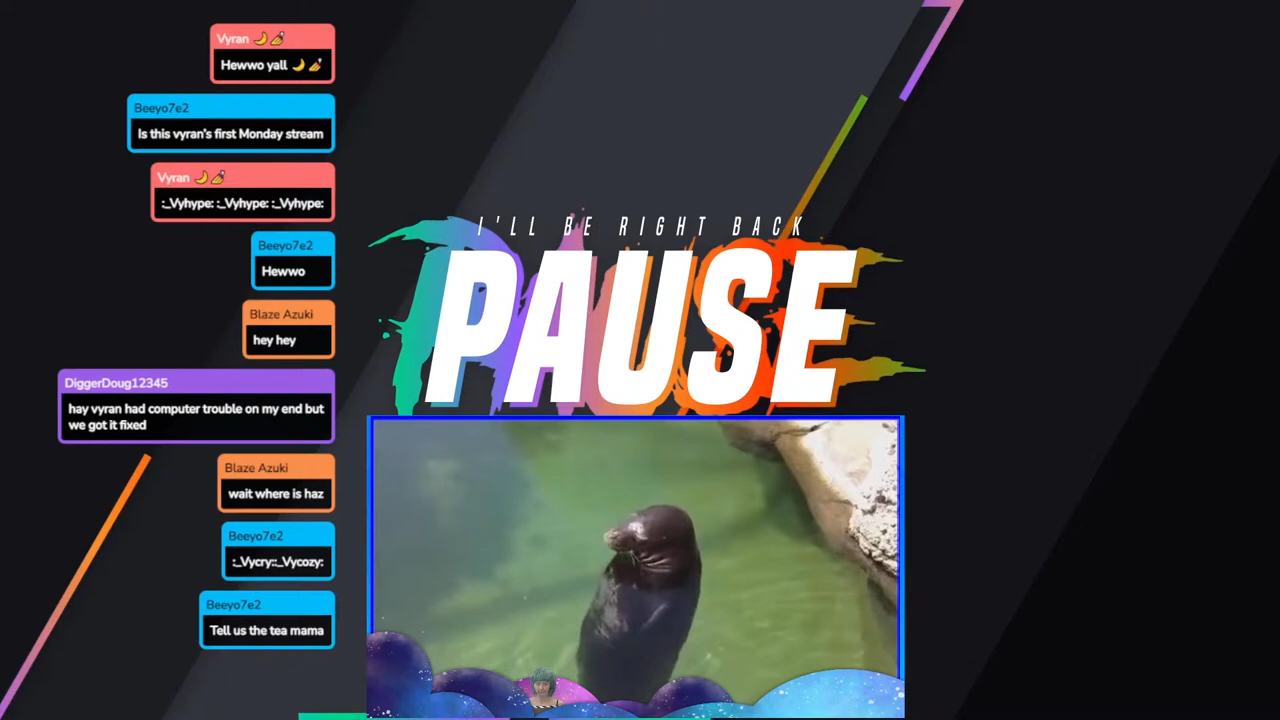 Vyran 🌙💅
Hewwo yall 🌙💅
Beeyo7e2
Is this vyran's first Monday stream
Vyran 🌙💅
:_Vyhype: :_Vyhype: :_Vyhype:
Beeyo7e2
Hewwo
Blaze Azuki
hey hey
DiggerDoug12345
hay vyran had computer trouble on my end but
we got it fixed
Blaze Azuki
wait where is haz
Beeyo7e2
:_Vycry::_Vycozy:
Beeyo7e2
Tell us the tea mama
I'LL BE RIGHT BACK
PAUSE